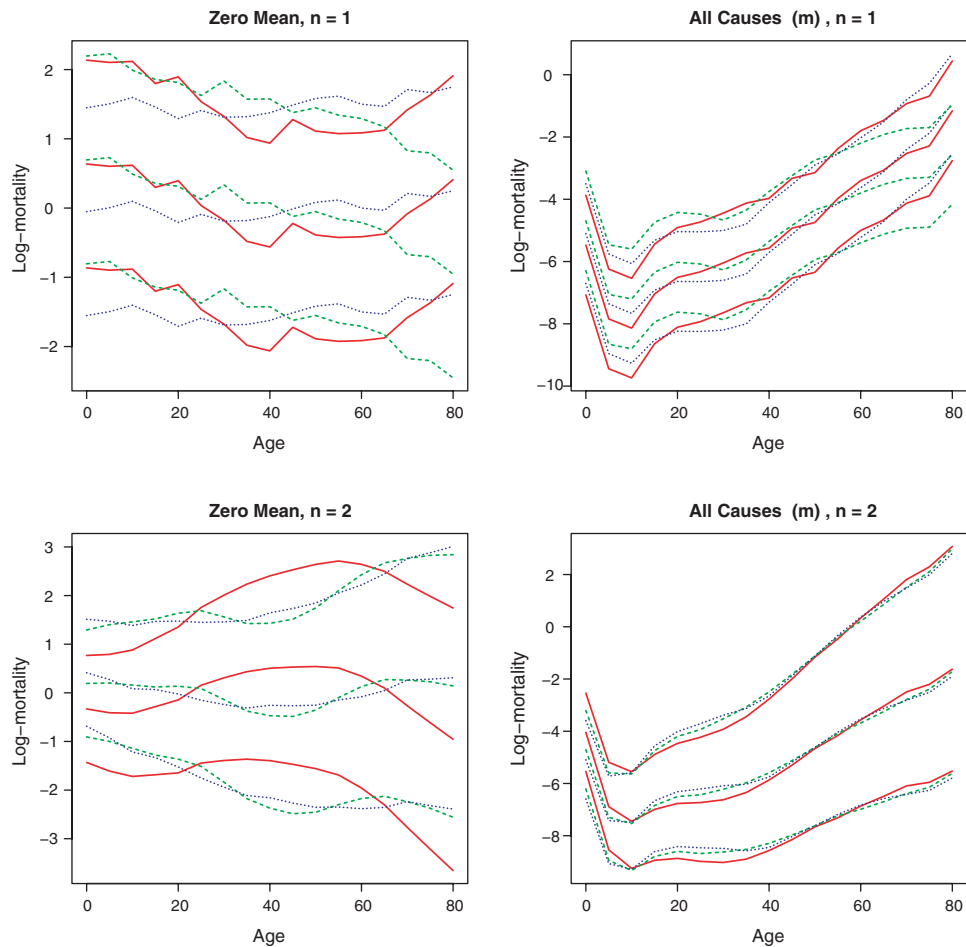 Zero Mean, n = 1
Log−mortality
2
1
0
−1
−2
0 20 40 60 80
Age
All Causes (m) , n = 1
Log−mortality
0
−2
−4
−6
−8
−10
0 20 40 60 80
Age
Zero Mean, n = 2
Log−mortality
3
2
1
0
−1
−2
−3
0 20 40 60 80
Age
All Causes (m) , n = 2
Log−mortality
2
0
−2
−4
−6
−8
0 20 40 60 80
Age